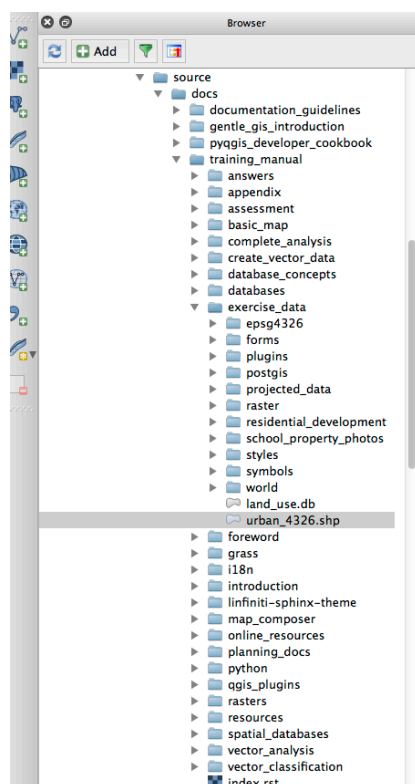 Browser
Add
source
docs
documentation_guidelines
gentle_gis_introduction
pyqgis_developer_cookbook
training_manual
answers
appendix
assessment
basic_map
complete_analysis
create_vector_data
database_concepts
databases
exercise_data
epsg4326
forms
plugins
postgis
projected_data
raster
residential_development
school_property_photos
styles
symbols
world
land_use.db
urban_4326.shp
foreword
grass
i18n
introduction
linfiniti-sphinx-theme
map_composer
online_resources
planning_docs
python
qgis_plugins
rasters
resources
spatial_databases
vector_analysis
vector_classification
index.rst